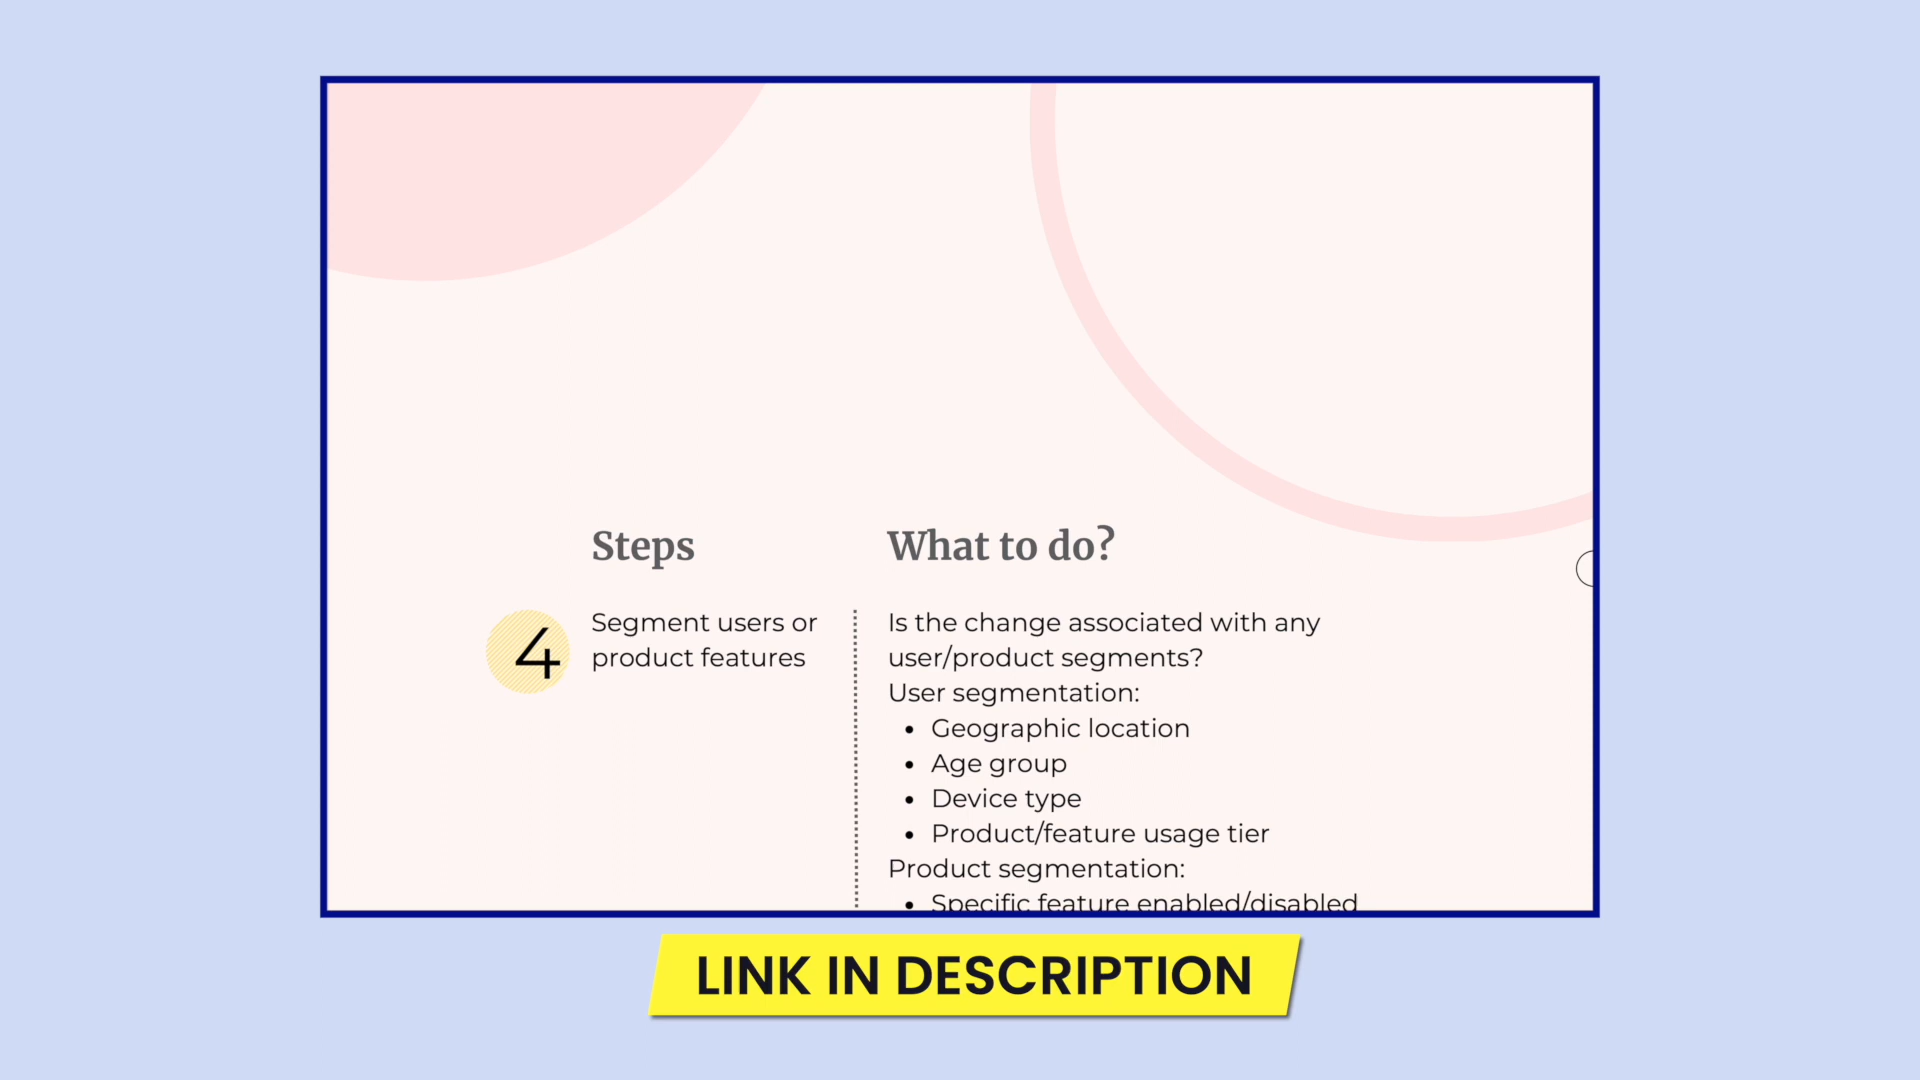 Steps
What to do?
4
Segment users or
product features
Is the change associated with any
user/product segments?
User segmentation:
• Geographic location
• Age group
• Device type
• Product/feature usage tier
Product segmentation:
• Specific feature enabled/disabled
LINK IN DESCRIPTION